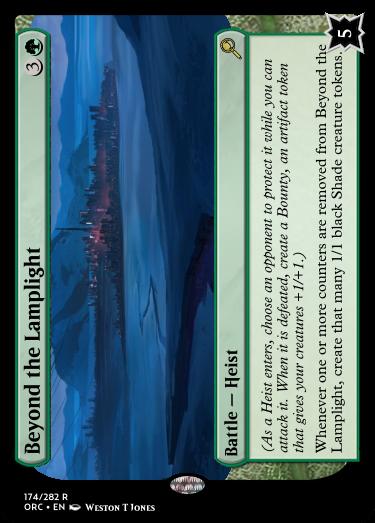 Beyond the Lamplight
3
Battle — Heist
(As a Heist enters, choose an opponent to protect it while you can
attack it. When it is defeated, create a Bounty, an artifact token
that gives your creatures +1/+1.)
Whenever one or more counters are removed from Beyond the
Lamplight, create that many 1/1 black Shade creature tokens.
5
174/282 R
ORC • EN Weston T Jones